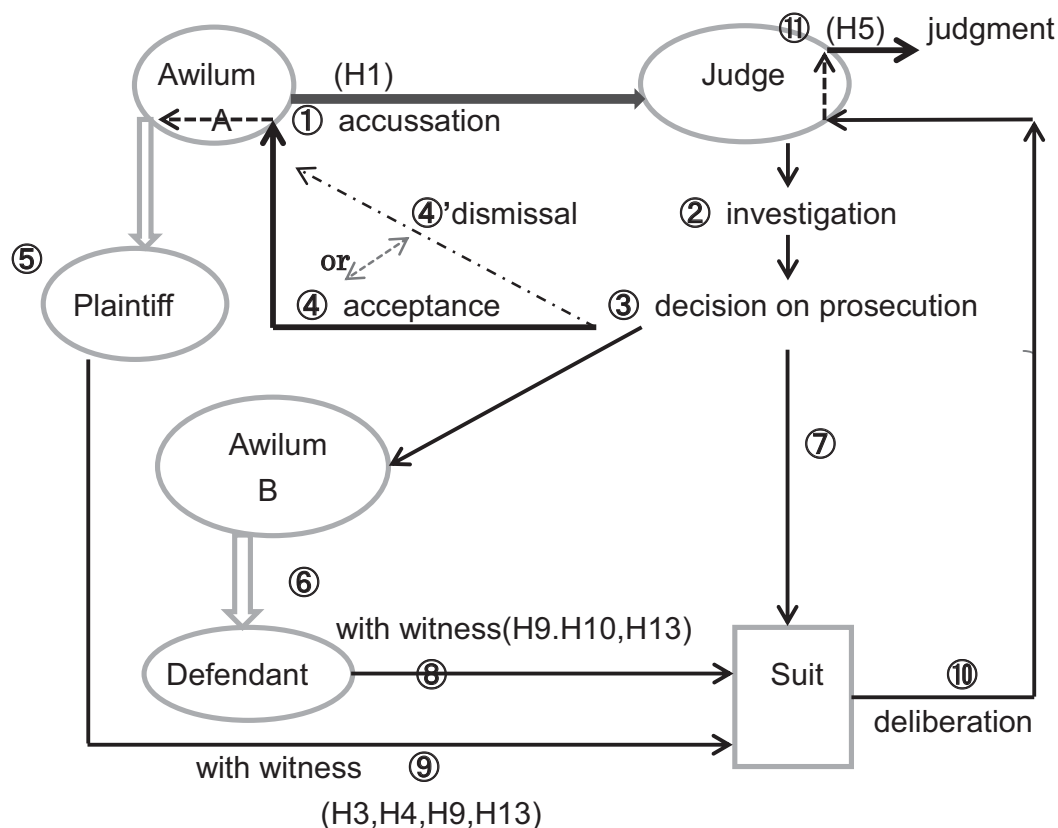 ⑪ (H5) judgment
Awilum
A
(H1)
Judge
① accussation
④'dismissal
② investigation
or
⑤
Plaintiff
④ acceptance
③ decision on prosecution
Awilum
B
⑦
⑥
with witness(H9.H10,H13)
Defendant
⑧
Suit
⑩
deliberation
with witness ⑨
(H3,H4,H9,H13)